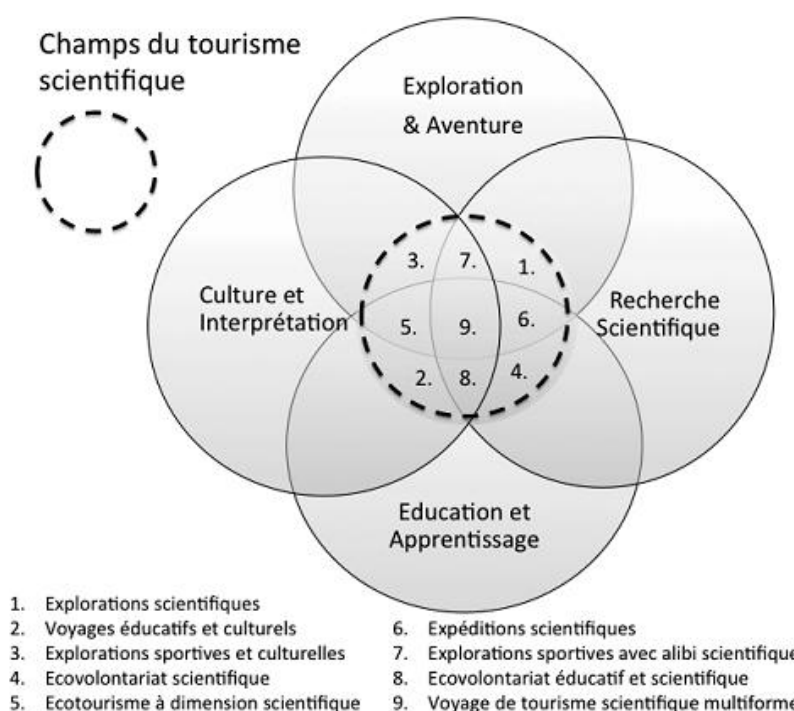 Champs du tourisme
scientifique
Exploration
& Aventure
Culture et
Interprétation
Recherche
Scientifique
3.
7.
1.
5.
9.
6.
2.
8.
4.
Education et
Apprentissage
1. Explorations scientifiques
2. Voyages éducatifs et culturels
3. Explorations sportives et culturelles
4. Ecovolontariat scientifique
5. Ecotourisme à dimension scientifique
6. Expéditions scientifiques
7. Explorations sportives avec alibi scientifique
8. Ecovolontariat éducatif et scientifique
9. Voyage de tourisme scientifique multiforme